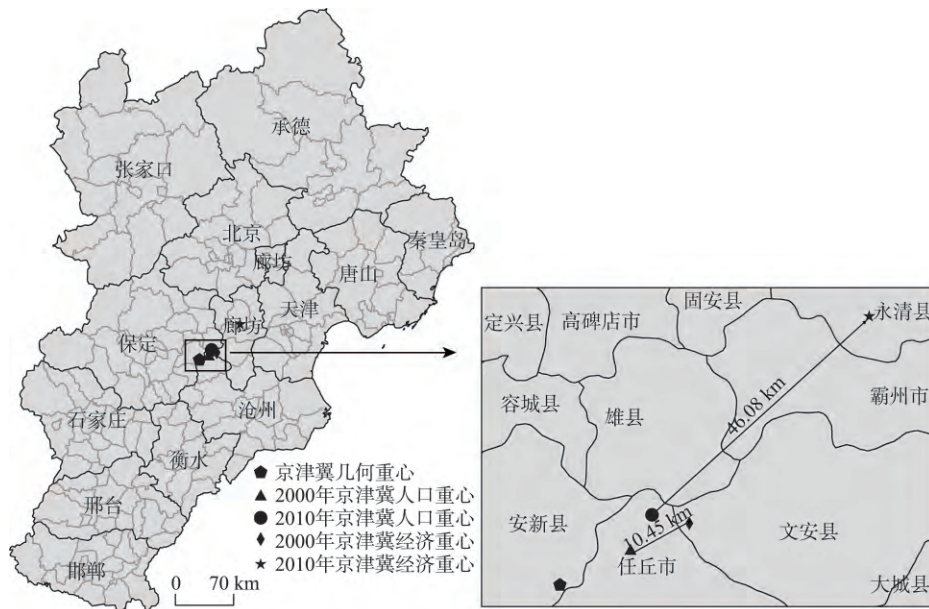 承德
张家口
北京
秦皇岛
廊坊
唐山
天津
廊坊
保定
石家庄
沧州
衡水
邢台
邯郸
京津翼几何重心
2000年京津冀人口重心
2010年京津冀人口重心
2000年京津冀经济重心
2010年京津冀经济重心
0 70 km
固安县
永清县
定兴县
高碑店市
46.08 km
霸州市
容城县
雄县
安新县
10.45 km
文安县
任丘市
大城县